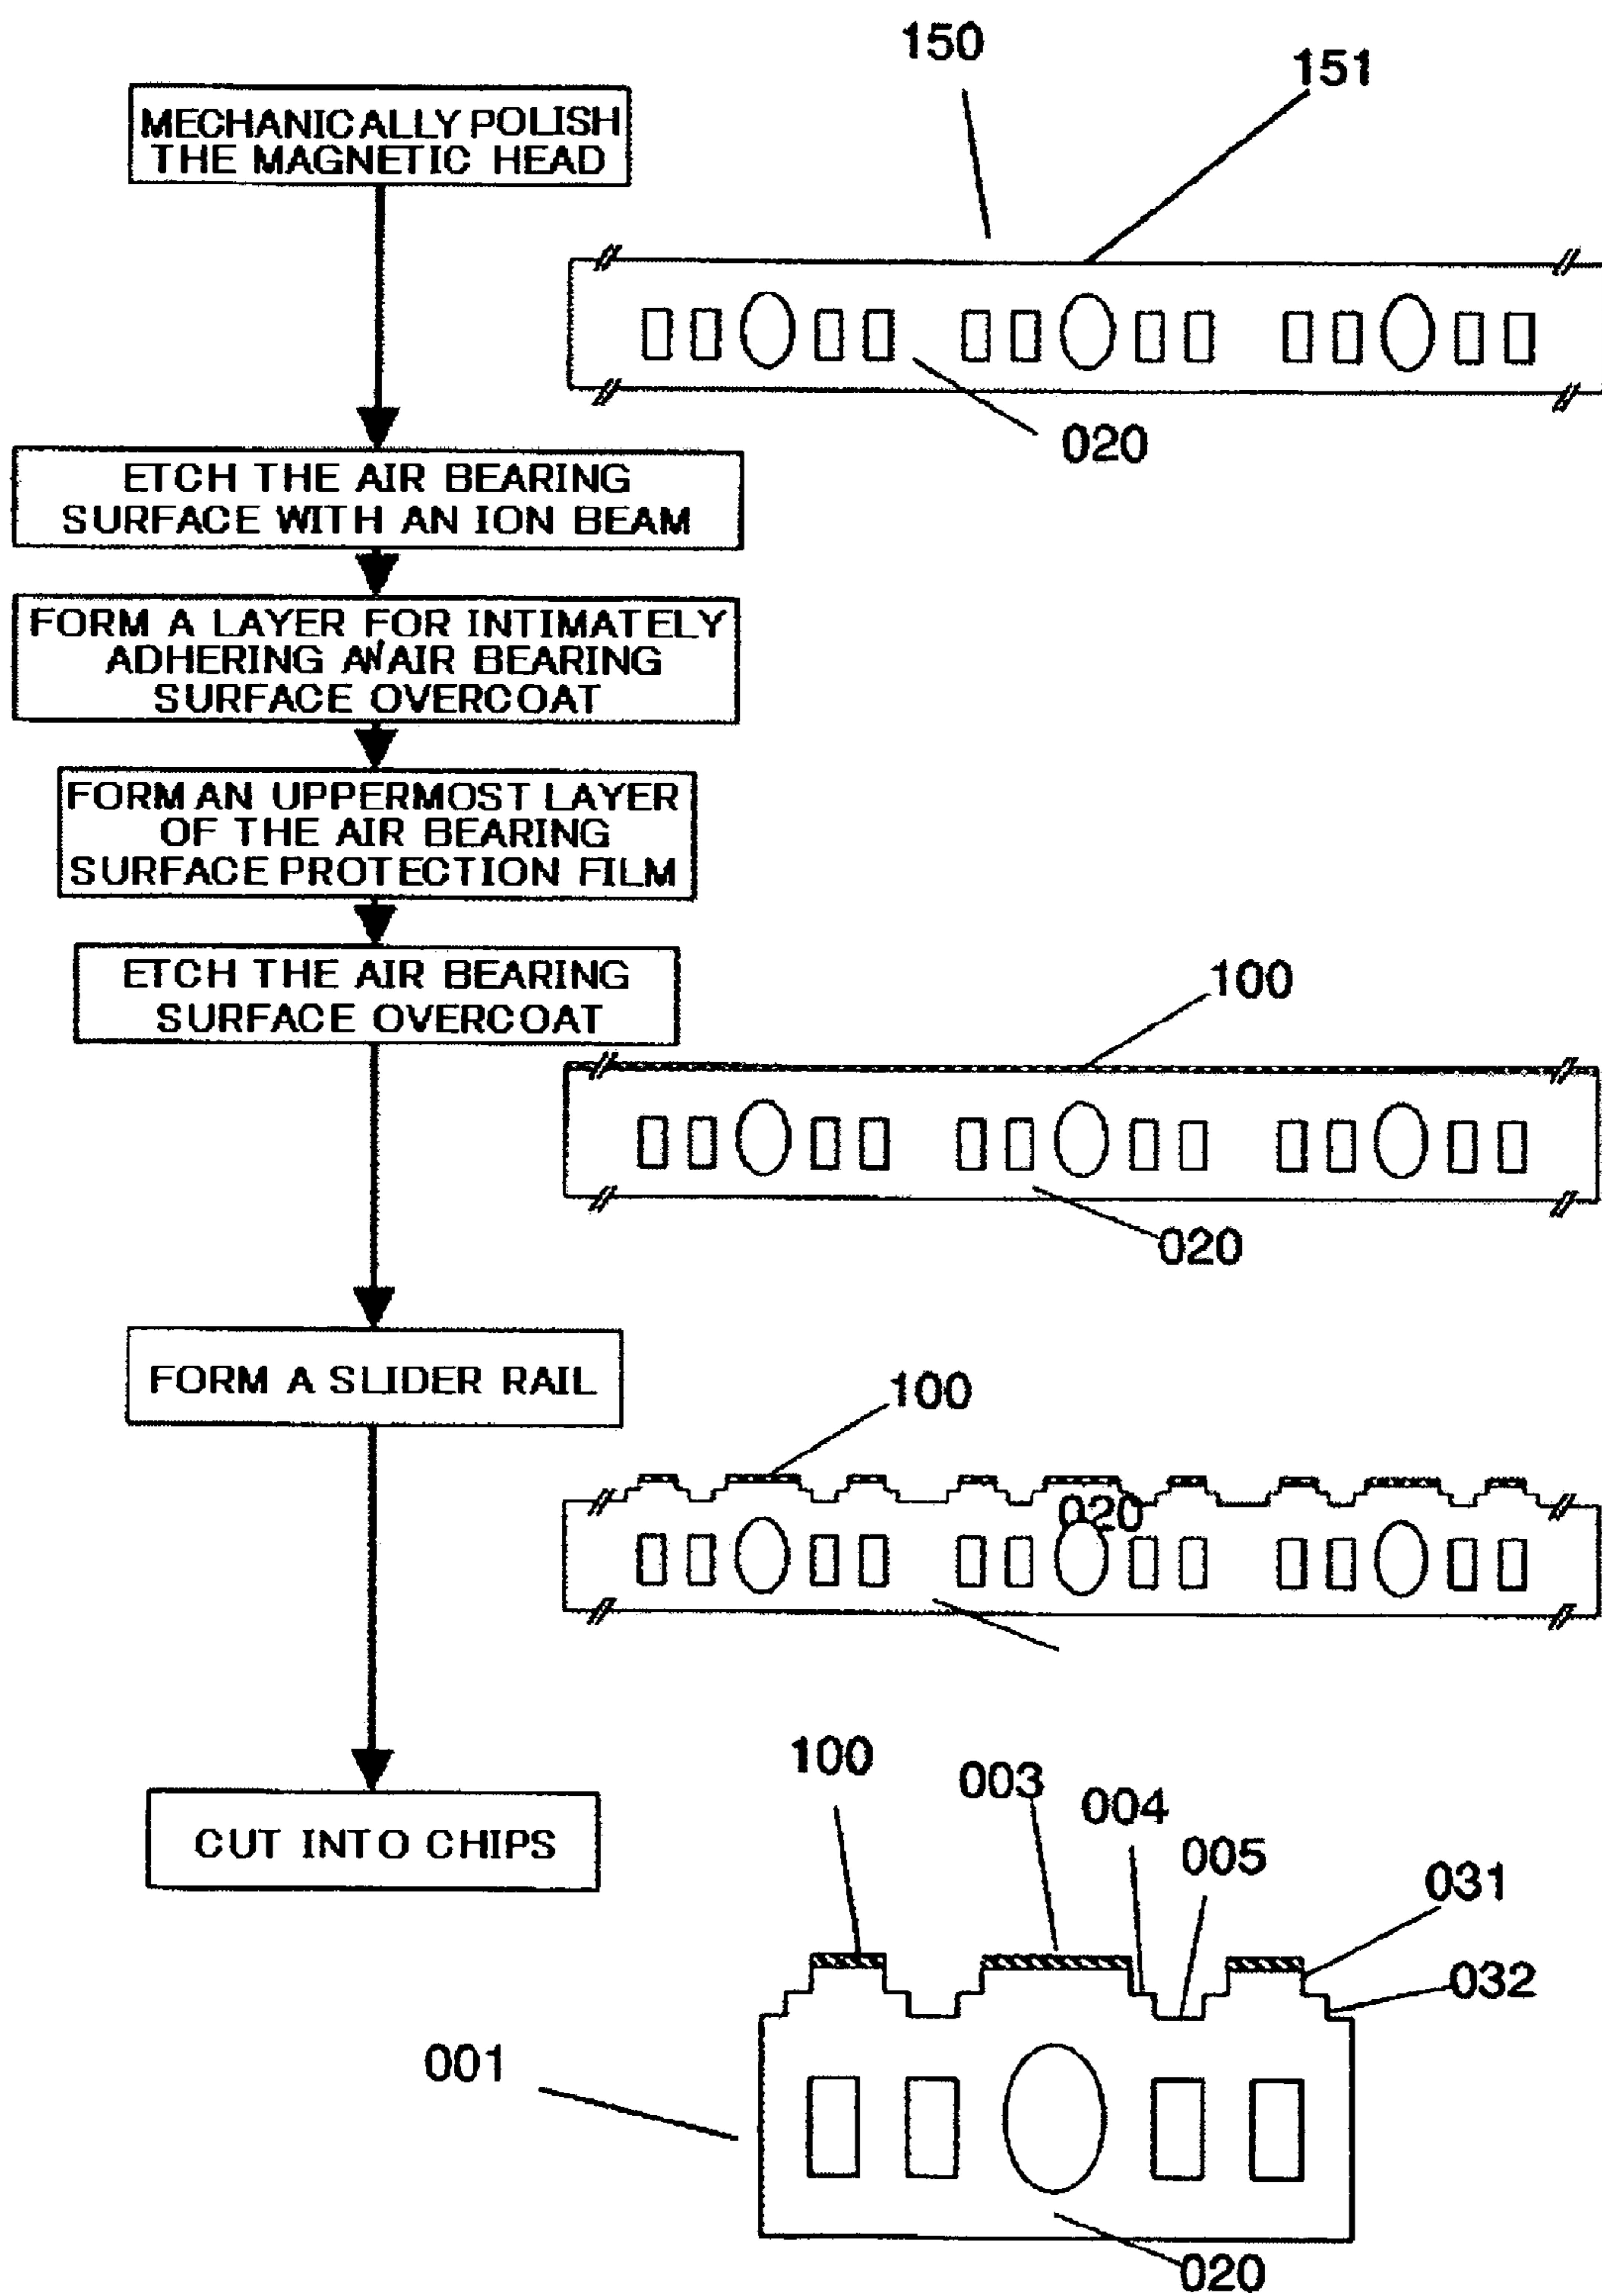 150
151
MECHANICALLY POLISH
THE MAGNETIC HEAD
020
ETCH THE AIR BEARING
SURFACE WITH AN ION BEAM
FORM A LAYER FOR INTIMATELY
ADHERING AN AIR BEARING
SURFACE OVERCOAT
FORM AN UPPERMOST LAYER
OF THE AIR BEARING
SURFACE PROTECTION FILM
ETCH THE AIR BEARING
SURFACE OVERCOAT
100
020
FORM A SLIDER RAIL
100
020
CUT INTO CHIPS
100
003
004
005
031
032
001
020